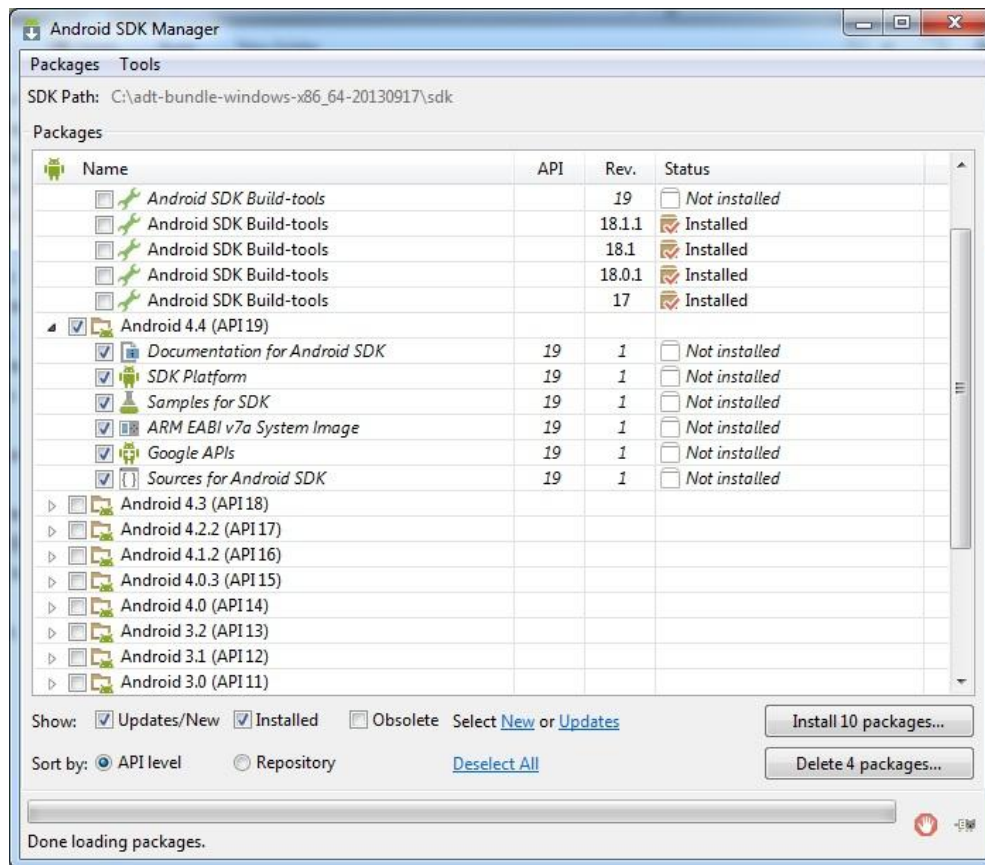 Android SDK Manager
Packages Tools
SDK Path: C:\adt-bundle-windows-x86_64-20130917\sdk
Packages
Name API Rev. Status
Android SDK Build-tools 19 Not installed
Android SDK Build-tools 18.1.1 Installed
Android SDK Build-tools 18.1 Installed
Android SDK Build-tools 18.0.1 Installed
Android SDK Build-tools 17 Installed
Android 4.4 (API 19)
Documentation for Android SDK 19 1 Not installed
SDK Platform 19 1 Not installed
Samples for SDK 19 1 Not installed
ARM EABI v7a System Image 19 1 Not installed
Google APIs 19 1 Not installed
Sources for Android SDK 19 1 Not installed
Android 4.3 (API 18)
Android 4.2.2 (API 17)
Android 4.1.2 (API 16)
Android 4.0.3 (API 15)
Android 4.0 (API 14)
Android 3.2 (API 13)
Android 3.1 (API 12)
Android 3.0 (API 11)
Show: Updates/New Installed Obsolete Select New or Updates Install 10 packages...
Sort by: API level Repository Deselect All Delete 4 packages...
Done loading packages.